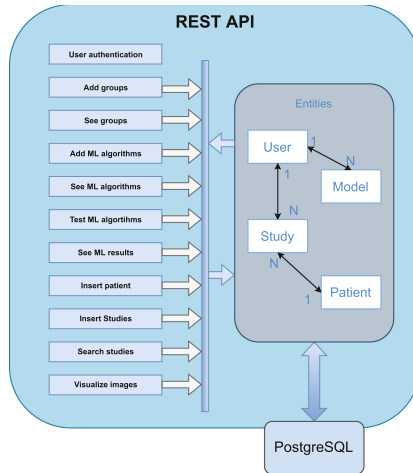 REST API
User authentication
Add groups
See groups
Add ML algorithms
See ML algorithms
Test ML algortihms
See ML results
Insert patient
Insert Studies
Search studies
Visualize images
Entities
User
1
1
N
Model
N
Study
N
1
Patient
PostgreSQL